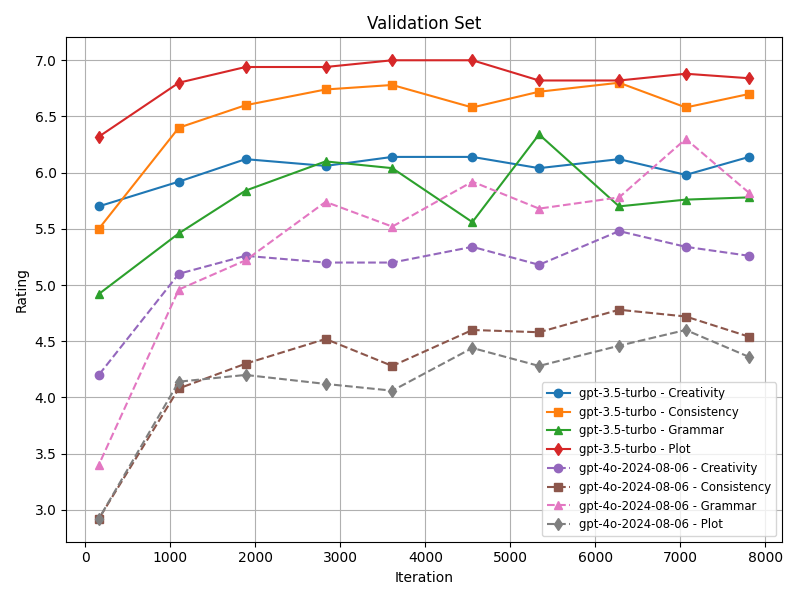 Validation Set
Rating
7.0
6.5
6.0
5.5
5.0
4.5
4.0
3.5
3.0
gpt-3.5-turbo - Creativity
gpt-3.5-turbo - Consistency
gpt-3.5-turbo - Grammar
gpt-3.5-turbo - Plot
gpt-4o-2024-08-06 - Creativity
gpt-4o-2024-08-06 - Consistency
gpt-4o-2024-08-06 - Grammar
gpt-4o-2024-08-06 - Plot
0 1000 2000 3000 4000 5000 6000 7000 8000
Iteration